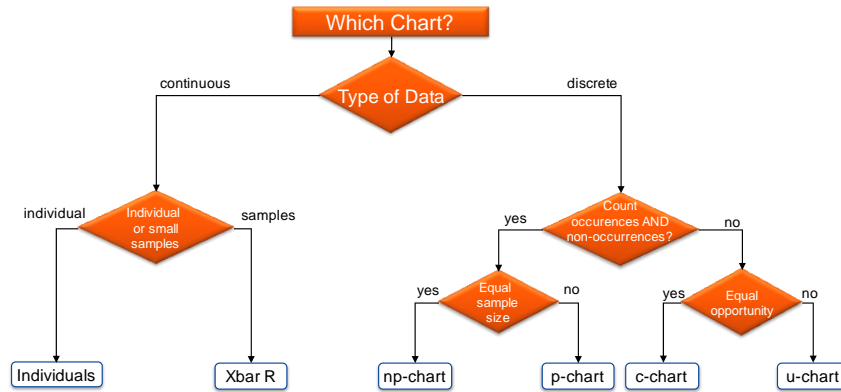 Which Chart?
continuous
discrete
Type of Data
individual
Individual
or small
samples
samples
yes
Count
occurences AND
non-occurrences?
no
yes
Equal
sample
size
no
yes
Equal
opportunity
no
Individuals
Xbar R
np-chart
p-chart
c-chart
u-chart